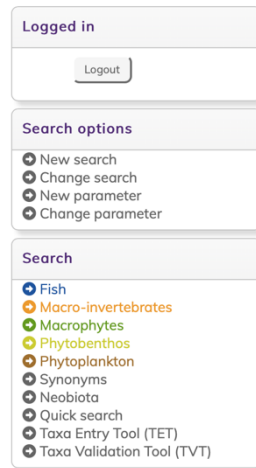 Logged in
Logout
Search options
New search
Change search
New parameter
Change parameter
Search
Fish
Macro-invertebrates
Macrophytes
Phytobenthos
Phytoplankton
Synonyms
Neobiota
Quick search
Taxa Entry Tool (TET)
Taxa Validation Tool (TVT)